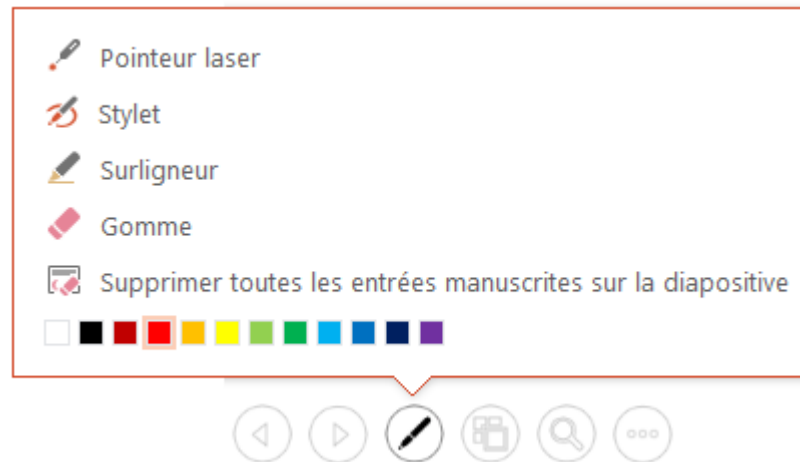 Pointeur laser
Stylet
Surligneur
Gomme
Supprimer toutes les entrées manuscrites sur la diapositive